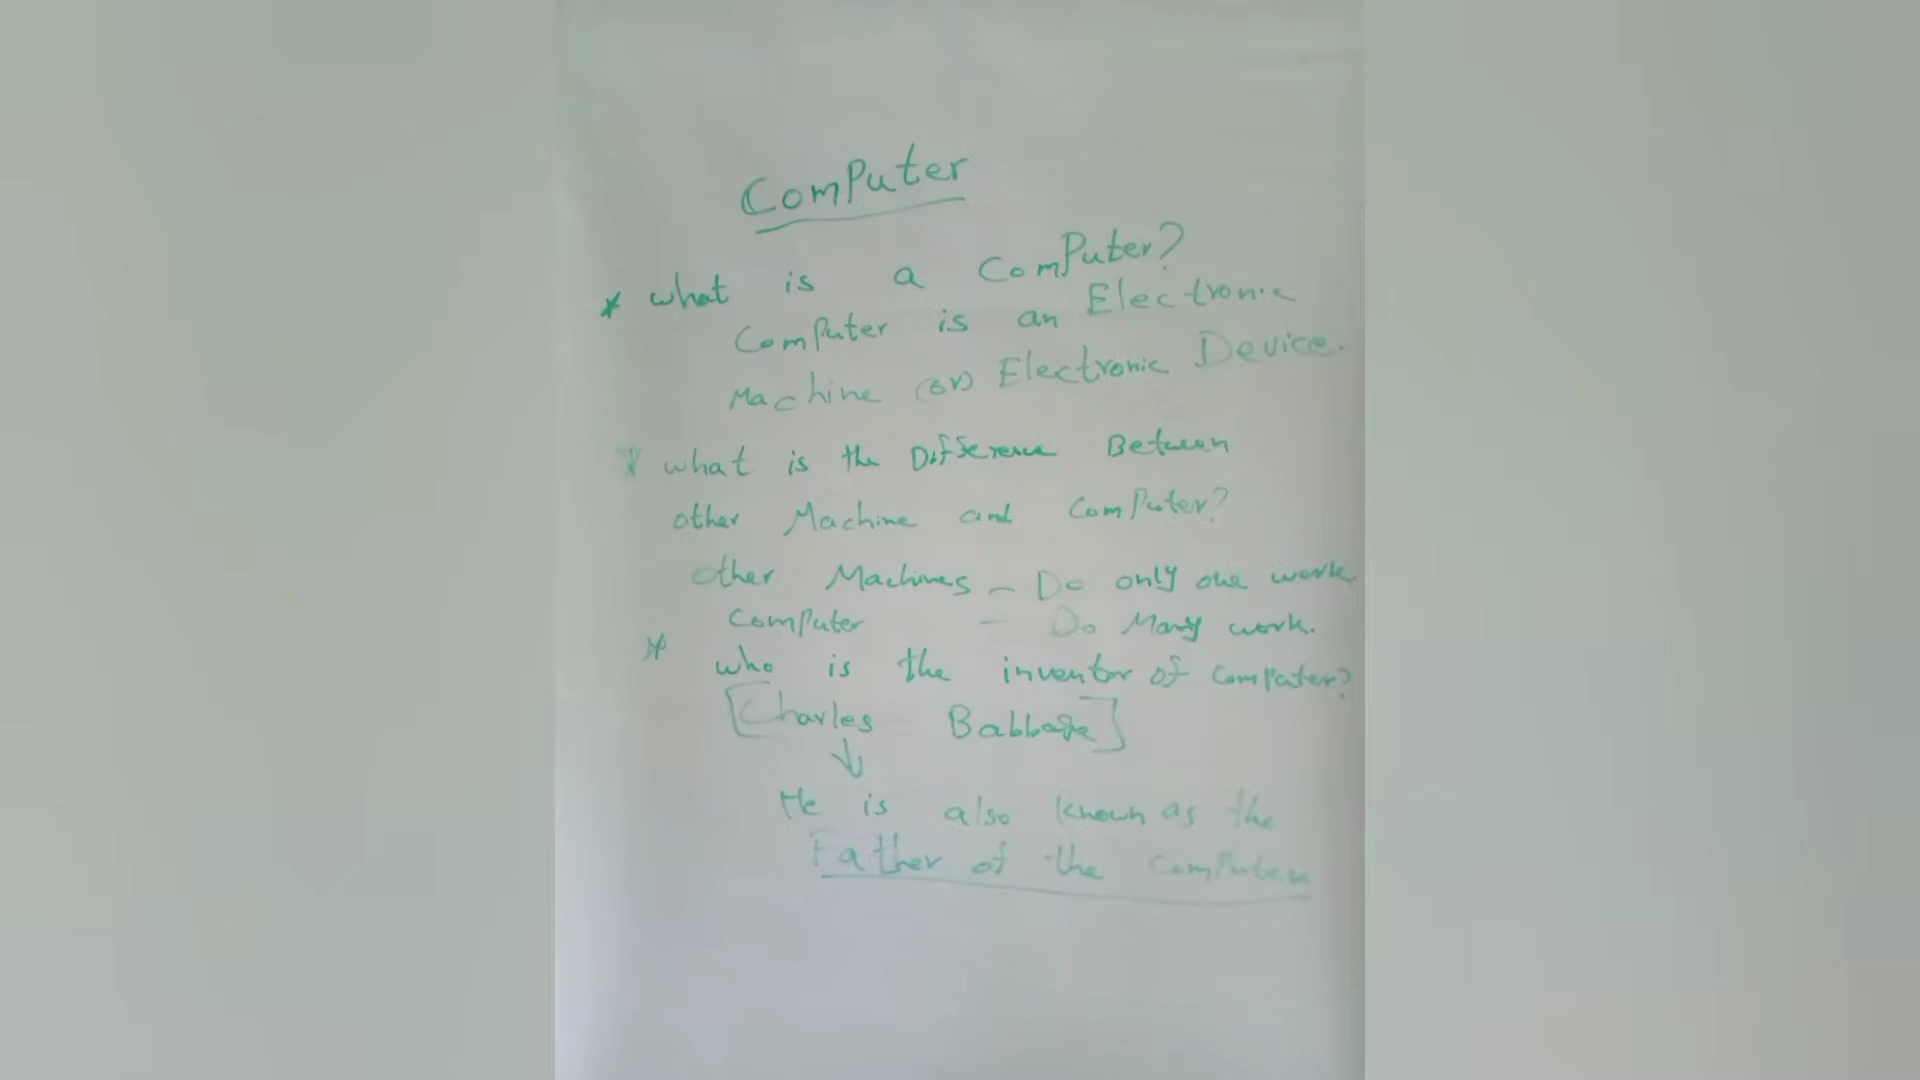 Computer
* what is a Computer?
Computer is an Electronic
Machine (or) Electronic Device.
* what is the Difference Between
other Machine and Computer?
other Machines - Do only one work.
Computer - Do Many work.
* who is the inventor of Computer?
[Charles Babbage]
↓
He is also known as the
Father of the Computer